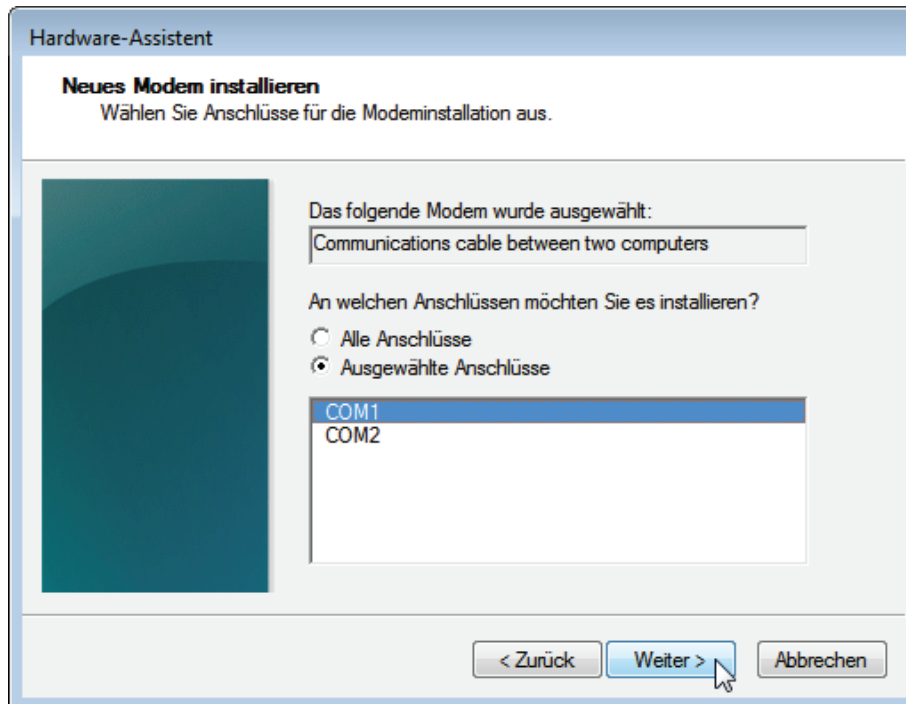 Hardware-Assistent
Neues Modem installieren
Wählen Sie Anschlüsse für die Modeminstallation aus.
Das folgende Modem wurde ausgewählt:
Communications cable between two computers
An welchen Anschlüssen möchten Sie es installieren?
Alle Anschlüsse
Ausgewählte Anschlüsse
COM1
COM2
< Zurück Weiter > Abbrechen